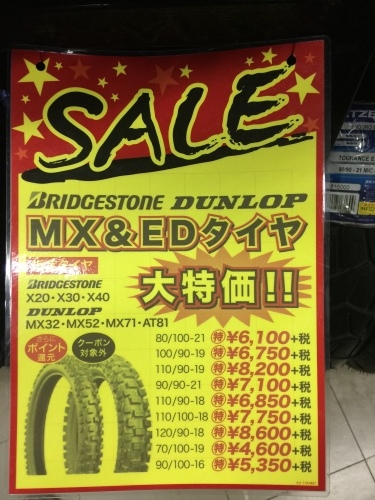 SALE
BRIDGESTONE DUNLOP
MX&EDタイヤ
大特価!!
BRIDGESTONE
X20・X30・X40
DUNLOP
MX32・MX52・MX71・AT81
さらに
ポイント
還元
クーポン
対象外
80/100-21 特¥6,100+税
100/90-19 特¥6,750+税
110/90-19 特¥8,200+税
90/90-21 特¥7,100+税
110/90-18 特¥6,850+税
110/100-18 特¥7,750+税
120/90-18 特¥8,600+税
70/100-19 特¥4,600+税
90/100-16 特¥5,350+税
TOURANCE